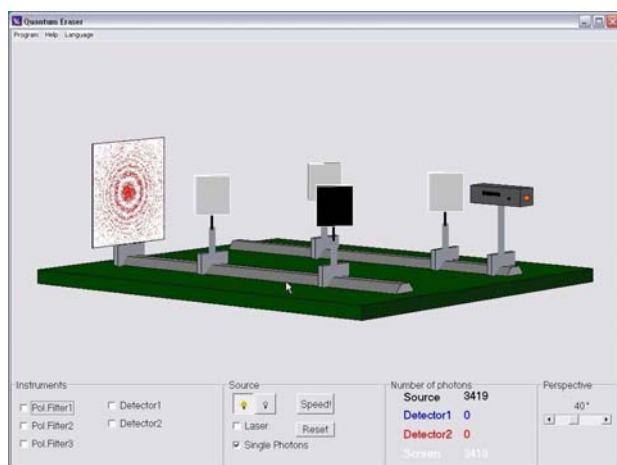 Quantum Eraser
Program Help Language
Instruments
Pol.Filter1
Pol.Filter2
Pol.Filter3
Detector1
Detector2
Source
Speed!
Laser
Reset
Single Photons
Number of photons
Source 3419
Detector1 0
Detector2 0
Screen 3419
Perspective
40°